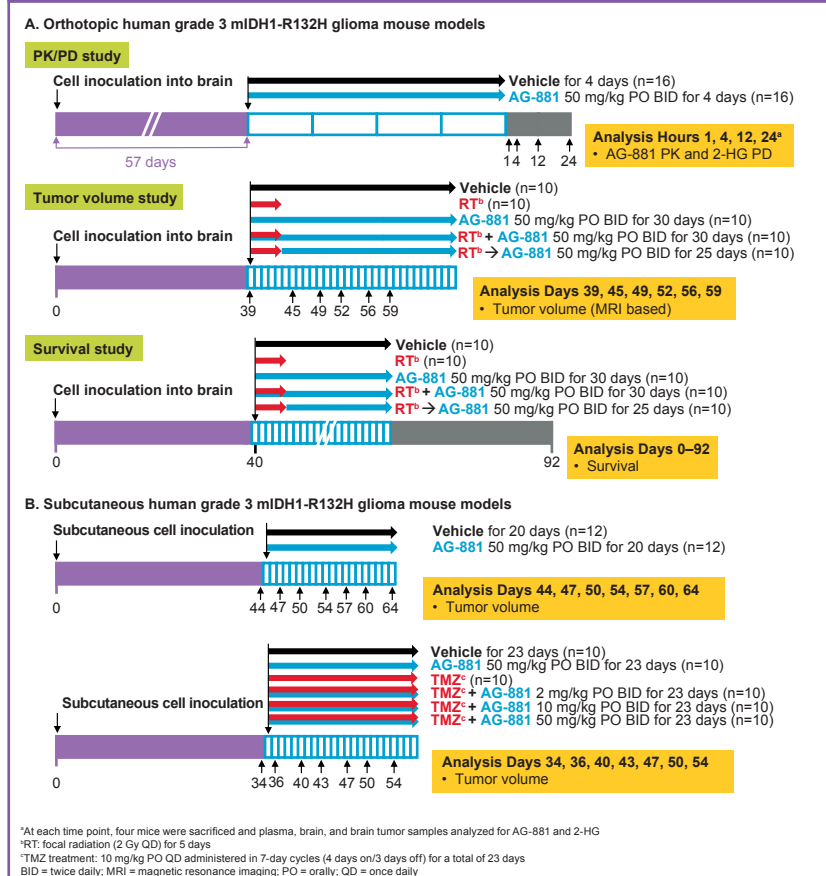 A. Orthotopic human grade 3 mIDH1-R132H glioma mouse models
PK/PD study
Cell inoculation into brain
Vehicle for 4 days (n=16)
AG-881 50 mg/kg PO BID for 4 days (n=16)
57 days
1 4 12 24
Analysis Hours 1, 4, 12, 24ª
• AG-881 PK and 2-HG PD
Tumor volume study
Cell inoculation into brain
Vehicle (n=10)
RTᵇ (n=10)
AG-881 50 mg/kg PO BID for 30 days (n=10)
RTᵇ + AG-881 50 mg/kg PO BID for 30 days (n=10)
RTᵇ → AG-881 50 mg/kg PO BID for 25 days (n=10)
0 39 45 49 52 56 59
Analysis Days 39, 45, 49, 52, 56, 59
• Tumor volume (MRI based)
Survival study
Cell inoculation into brain
Vehicle (n=10)
RTᵇ (n=10)
AG-881 50 mg/kg PO BID for 30 days (n=10)
RTᵇ + AG-881 50 mg/kg PO BID for 30 days (n=10)
RTᵇ → AG-881 50 mg/kg PO BID for 25 days (n=10)
0 40 92
Analysis Days 0–92
• Survival
B. Subcutaneous human grade 3 mIDH1-R132H glioma mouse models
Subcutaneous cell inoculation
Vehicle for 20 days (n=12)
AG-881 50 mg/kg PO BID for 20 days (n=12)
0 44 47 50 54 57 60 64
Analysis Days 44, 47, 50, 54, 57, 60, 64
• Tumor volume
Subcutaneous cell inoculation
Vehicle for 23 days (n=10)
AG-881 50 mg/kg PO BID for 23 days (n=10)
TMZᶜ (n=10)
TMZᶜ + AG-881 2 mg/kg PO BID for 23 days (n=10)
TMZᶜ + AG-881 10 mg/kg PO BID for 23 days (n=10)
TMZᶜ + AG-881 50 mg/kg PO BID for 23 days (n=10)
0 34 36 40 43 47 50 54
Analysis Days 34, 36, 40, 43, 47, 50, 54
• Tumor volume
ªAt each time point, four mice were sacrificed and plasma, brain, and brain tumor samples analyzed for AG-881 and 2-HG
ᵇRT: focal radiation (2 Gy QD) for 5 days
ᶜTMZ treatment: 10 mg/kg PO QD administered in 7-day cycles (4 days on/3 days off) for a total of 23 days
BID = twice daily; MRI = magnetic resonance imaging; PO = orally; QD = once daily